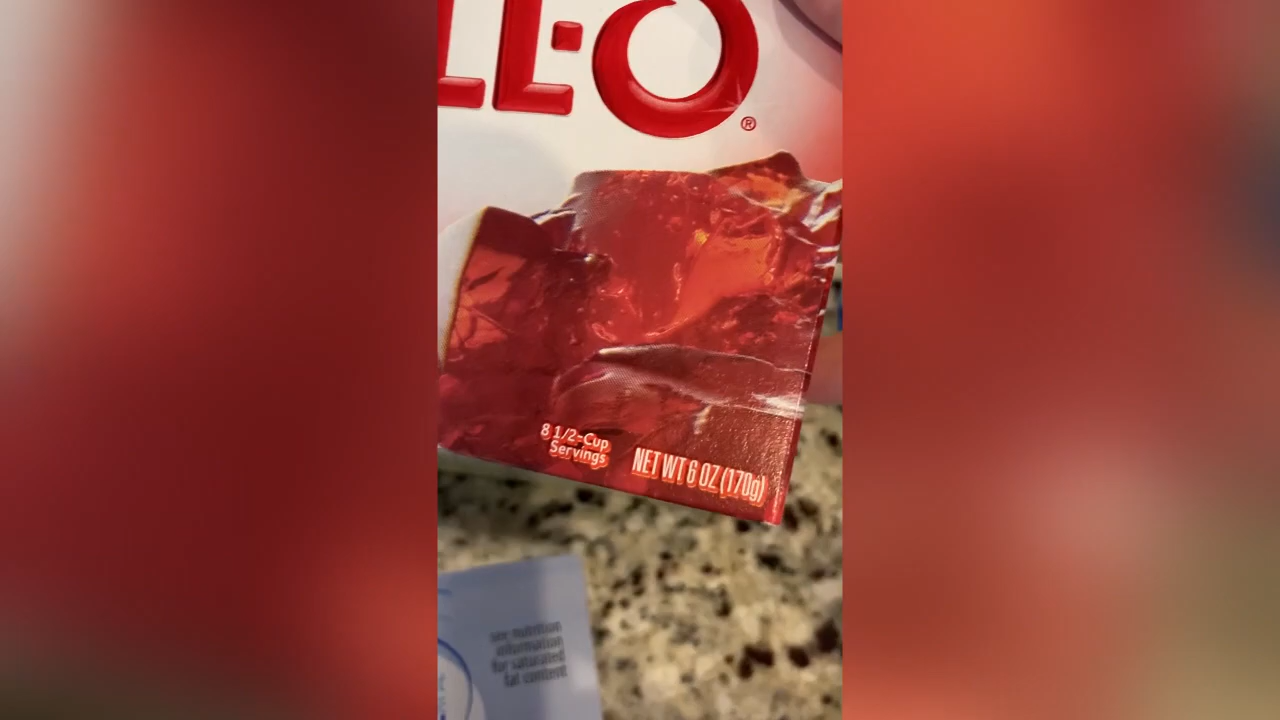 LL-O®
8 1/2-Cup
Servings
NET WT 6 OZ (170g)
see nutrition
information
for saturated
fat content